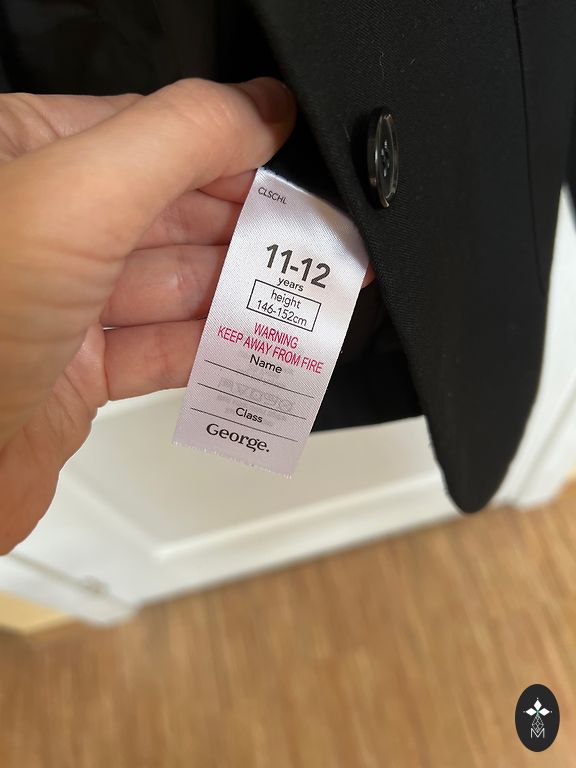 CLSCHL
11-12
years
height
146-152cm
WARNING
KEEP AWAY FROM FIRE
Name
Class
George.
M